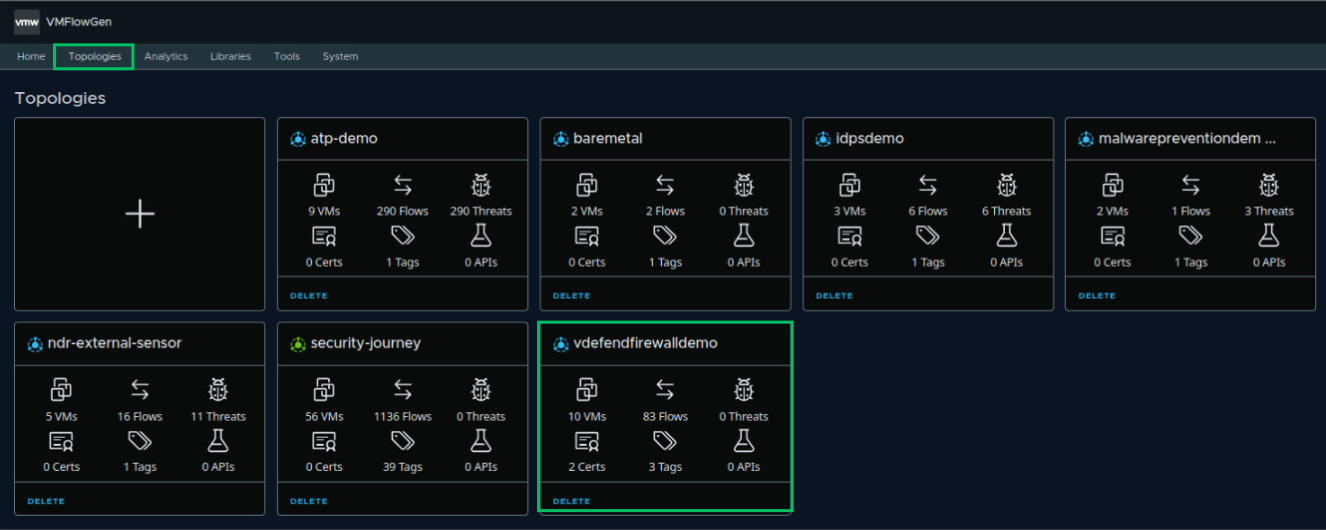 vmw VMFlowGen
Home Topologies Analytics Libraries Tools System
Topologies
atp-demo baremetal idpsdemo malwarepreventiondem ...
9 VMs 290 Flows 290 Threats 2 VMs 2 Flows 0 Threats 3 VMs 6 Flows 6 Threats 2 VMs 1 Flows 3 Threats
0 Certs 1 Tags 0 APIs 0 Certs 1 Tags 0 APIs 0 Certs 1 Tags 0 APIs 0 Certs 1 Tags 0 APIs
DELETE DELETE DELETE DELETE
ndr-external-sensor security-journey vdefendfirewalldemo
5 VMs 16 Flows 11 Threats 56 VMs 1136 Flows 0 Threats 10 VMs 83 Flows 0 Threats
0 Certs 1 Tags 0 APIs 0 Certs 39 Tags 0 APIs 2 Certs 3 Tags 0 APIs
DELETE DELETE DELETE